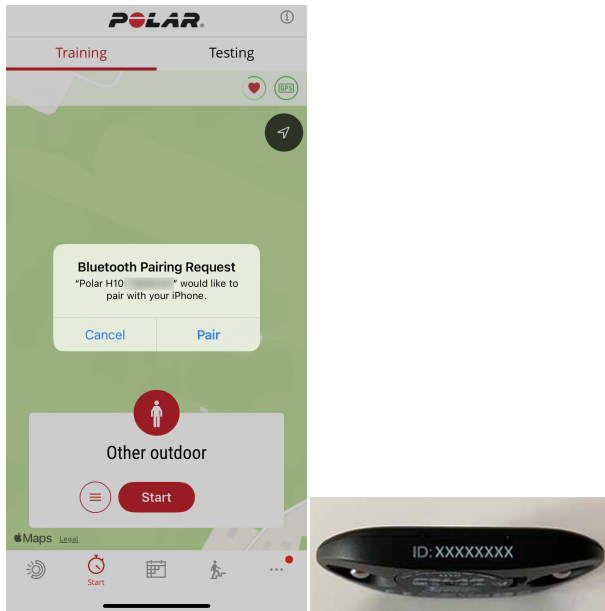 POLAR
Training
Testing
GPS
Bluetooth Pairing Request
"Polar H10 " would like to
pair with your iPhone.
Cancel
Pair
Other outdoor
Start
Maps
Legal
Start
ID: XXXXXXXX